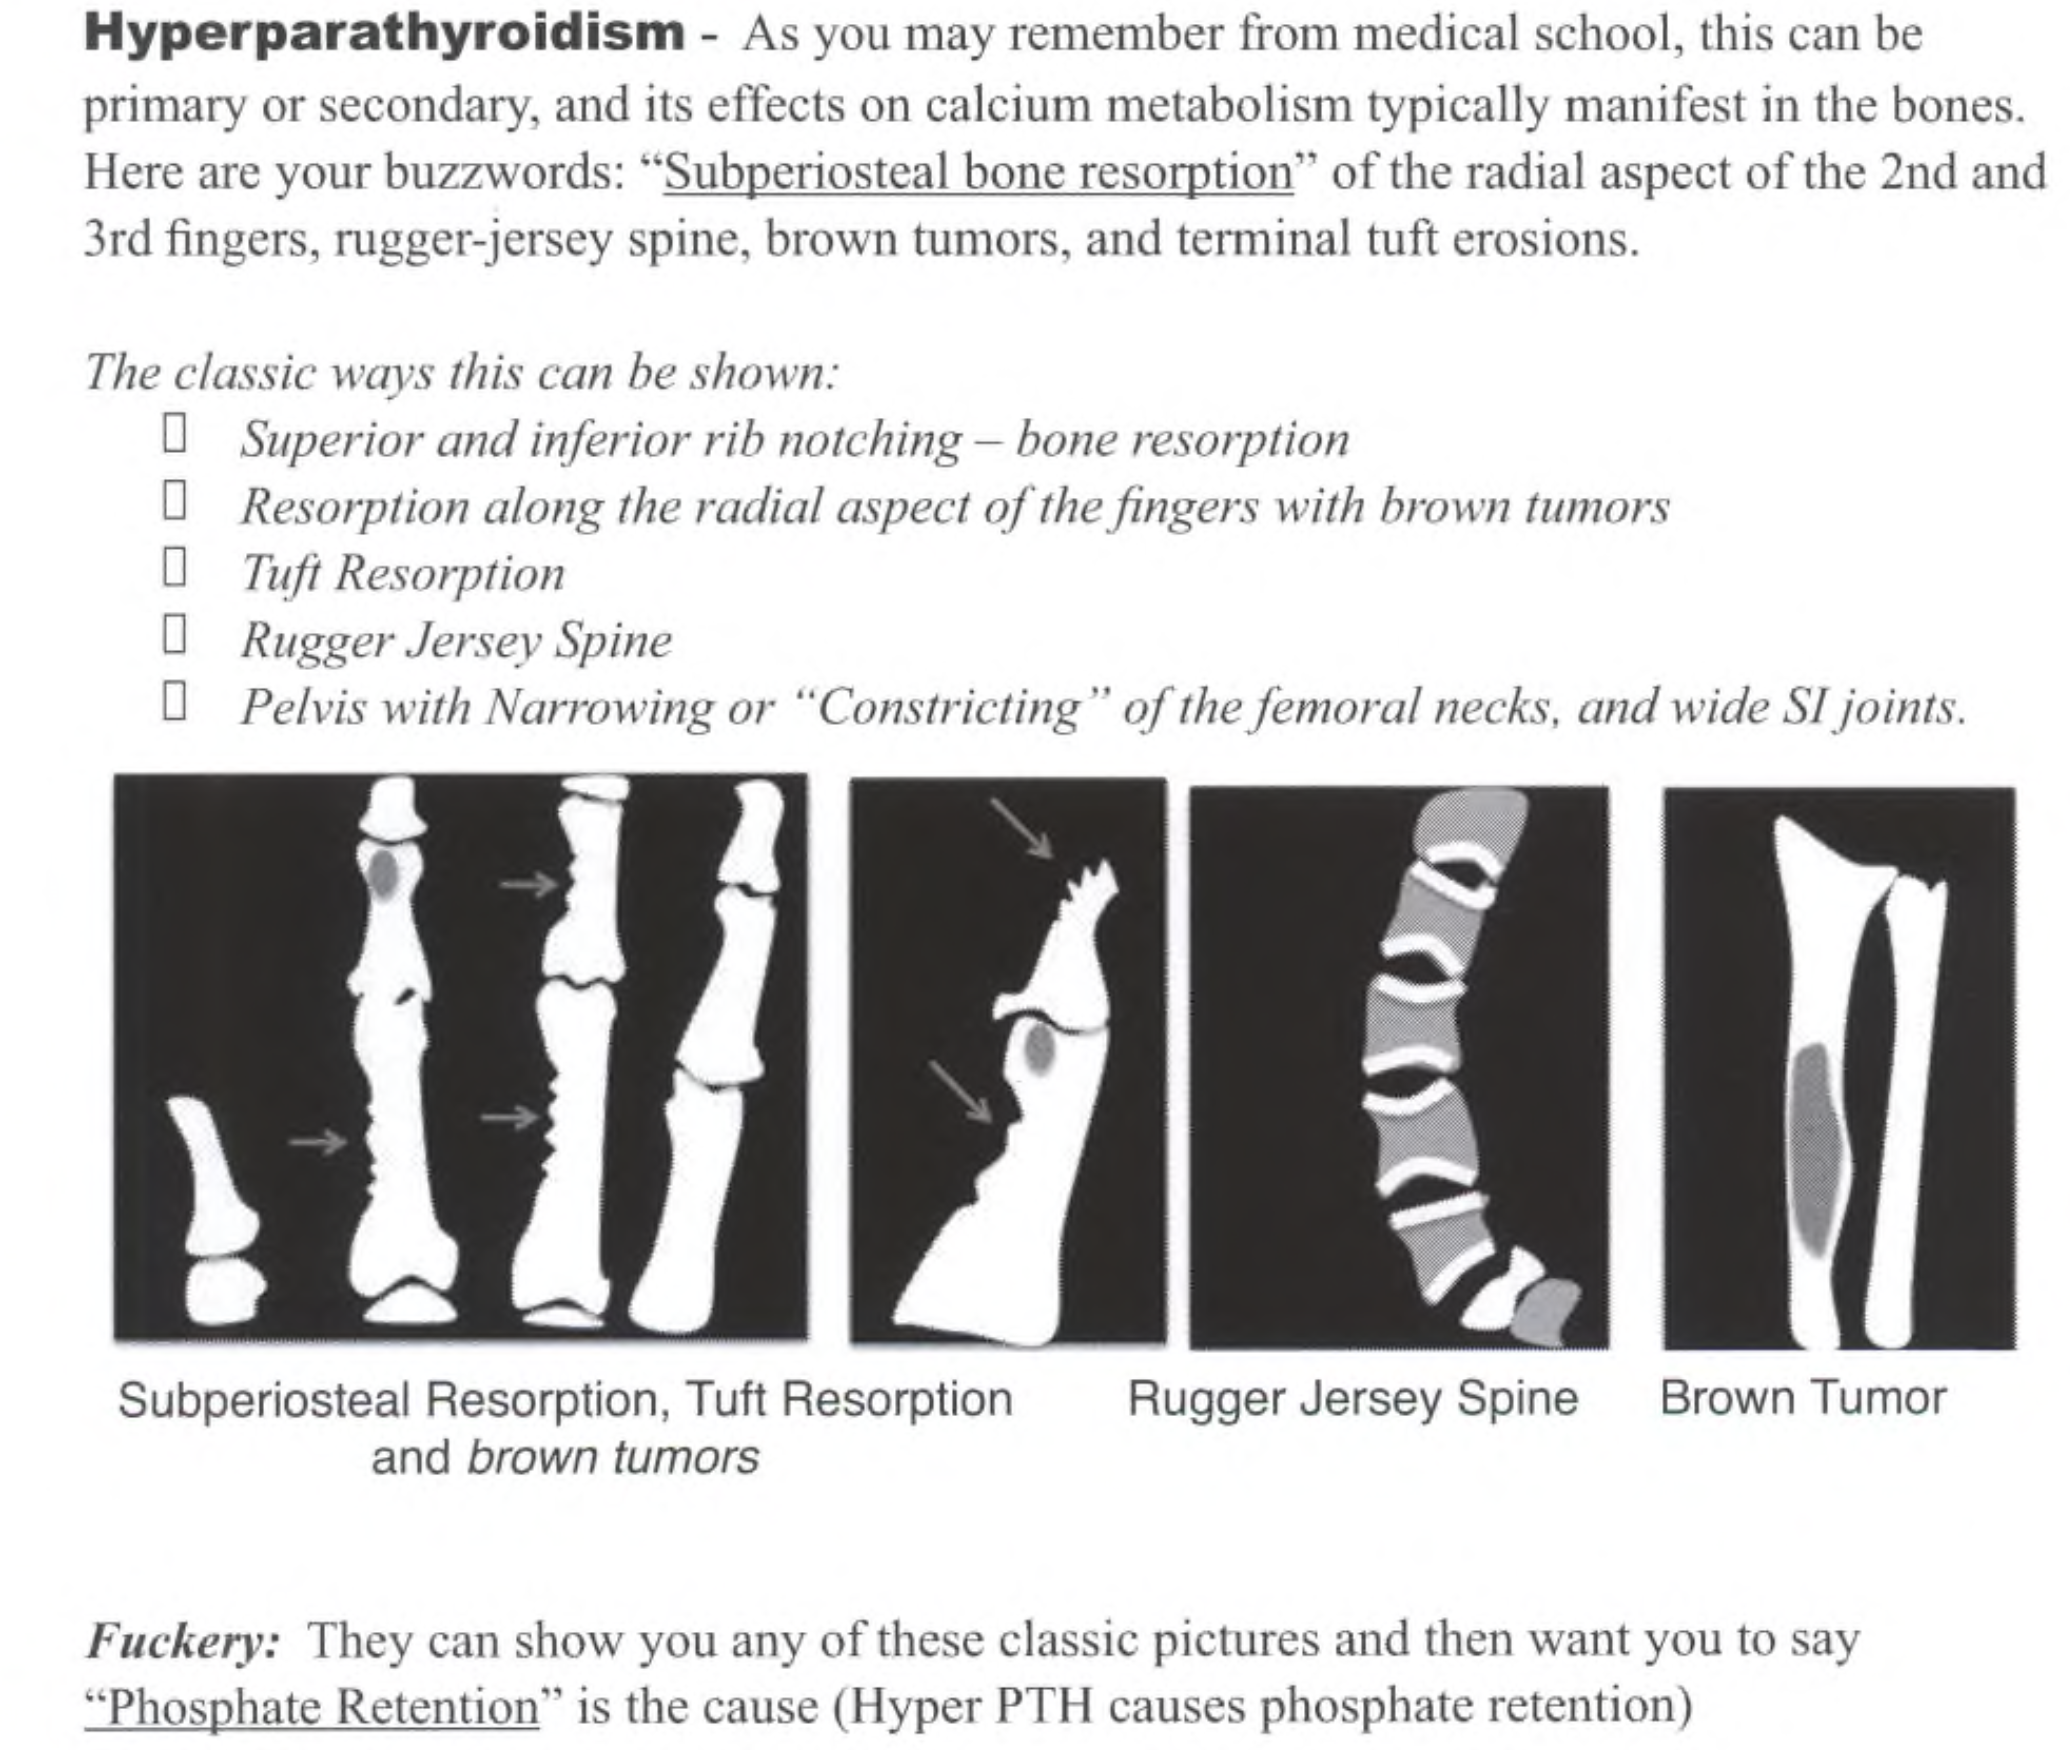 Hyperparathyroidism - As you may remember from medical school, this can be
primary or secondary, and its effects on calcium metabolism typically manifest in the bones.
Here are your buzzwords: “Subperiosteal bone resorption” of the radial aspect of the 2nd and
3rd fingers, rugger-jersey spine, brown tumors, and terminal tuft erosions.
The classic ways this can be shown:
Superior and inferior rib notching – bone resorption
Resorption along the radial aspect of the fingers with brown tumors
Tuft Resorption
Rugger Jersey Spine
Pelvis with Narrowing or “Constricting” of the femoral necks, and wide SI joints.
Subperiosteal Resorption, Tuft Resorption
and brown tumors
Rugger Jersey Spine
Brown Tumor
Fuckery: They can show you any of these classic pictures and then want you to say
“Phosphate Retention” is the cause (Hyper PTH causes phosphate retention)